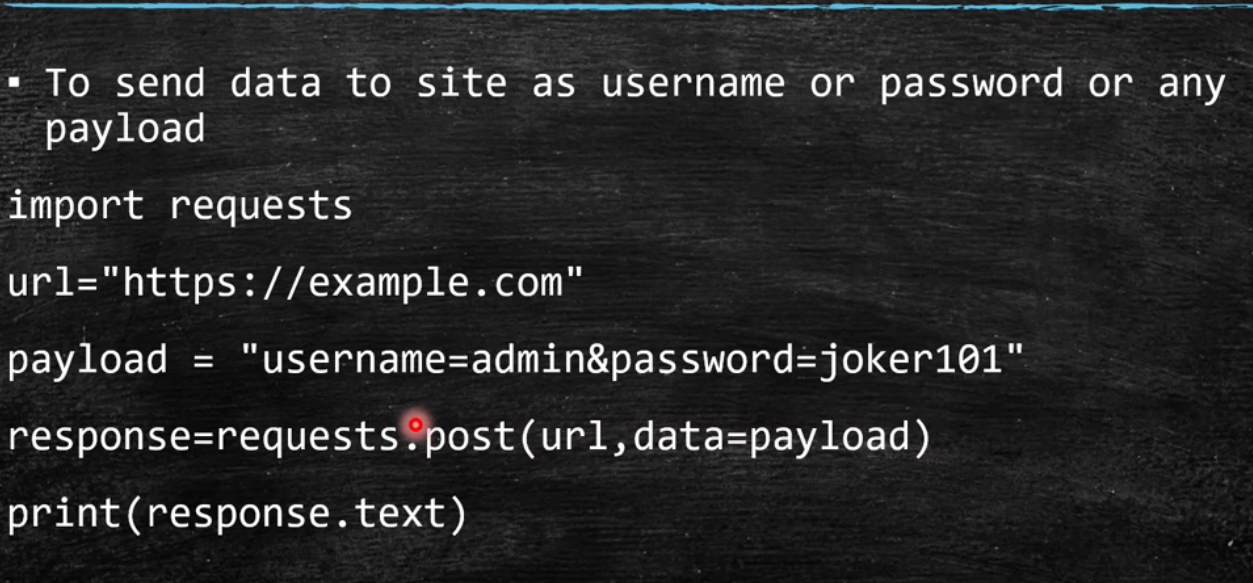 ▪ To send data to site as username or password or any
payload
import requests
url="https://example.com"
payload = "username=admin&password=joker101"
response=requests.post(url,data=payload)
print(response.text)